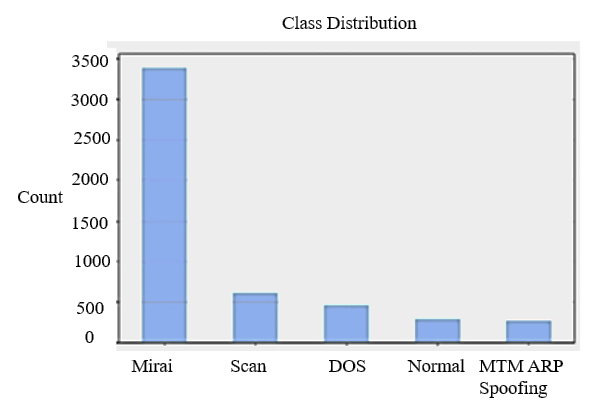 Class Distribution
3500
3000
2500
2000
1500
1000
500
0
Count
Mirai
Scan
DOS
Normal
MTM ARP
Spoofing